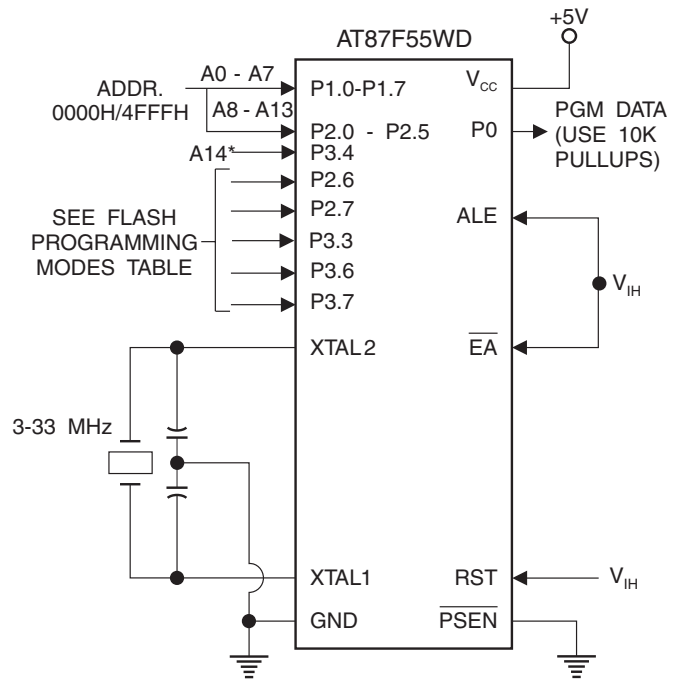 +5V
AT87F55WD
ADDR.
0000H/4FFFH
A0 - A7
A8 - A13
A14*
SEE FLASH
PROGRAMMING
MODES TABLE
3-33 MHz
P1.0-P1.7
P2.0 - P2.5
P3.4
P2.6
P2.7
P3.3
P3.6
P3.7
XTAL2
XTAL1
GND
VCC
P0
ALE
EA
RST
PSEN
PGM DATA
(USE 10K
PULLUPS)
VIH
VIH